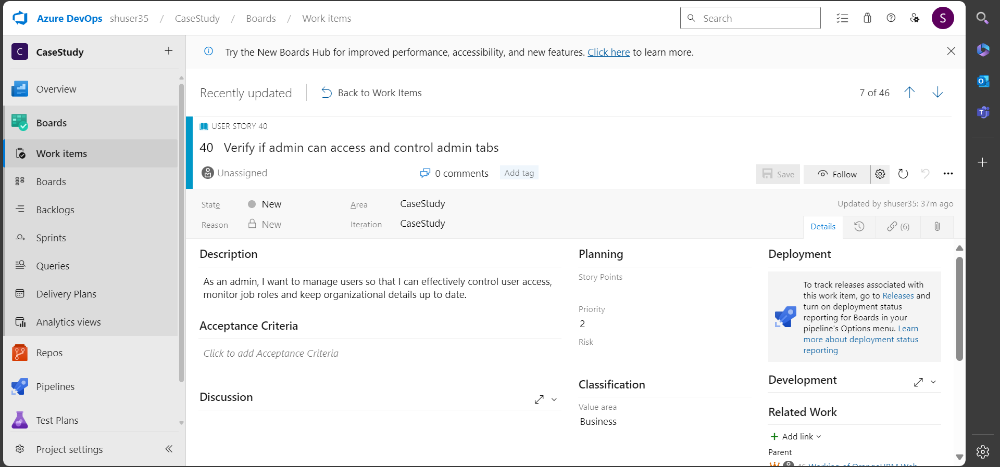 Azure DevOps shuser35 / CaseStudy / Boards / Work items
Search
S
C CaseStudy
Overview
Boards
Work items
Boards
Backlogs
Sprints
Queries
Delivery Plans
Analytics views
Repos
Pipelines
Test Plans
Project settings
Try the New Boards Hub for improved performance, accessibility, and new features. Click here to learn more.
Recently updated
Back to Work Items
7 of 46
USER STORY 40
40 Verify if admin can access and control admin tabs
Unassigned
0 comments
Add tag
Save
Follow
State New
Reason New
Area CaseStudy
Iteration CaseStudy
Updated by shuser35: 37m ago
Details
(6)
Description
As an admin, I want to manage users so that I can effectively control user access,
monitor job roles and keep organizational details up to date.
Acceptance Criteria
Click to add Acceptance Criteria
Discussion
Planning
Story Points
Priority
2
Risk
Classification
Value area
Business
Deployment
To track releases associated with
this work item, go to Releases and
turn on deployment status
reporting for Boards in your
pipeline's Options menu. Learn
more about deployment status
reporting
Development
Related Work
Add link
Parent
46 Working of OrangeHRM Web